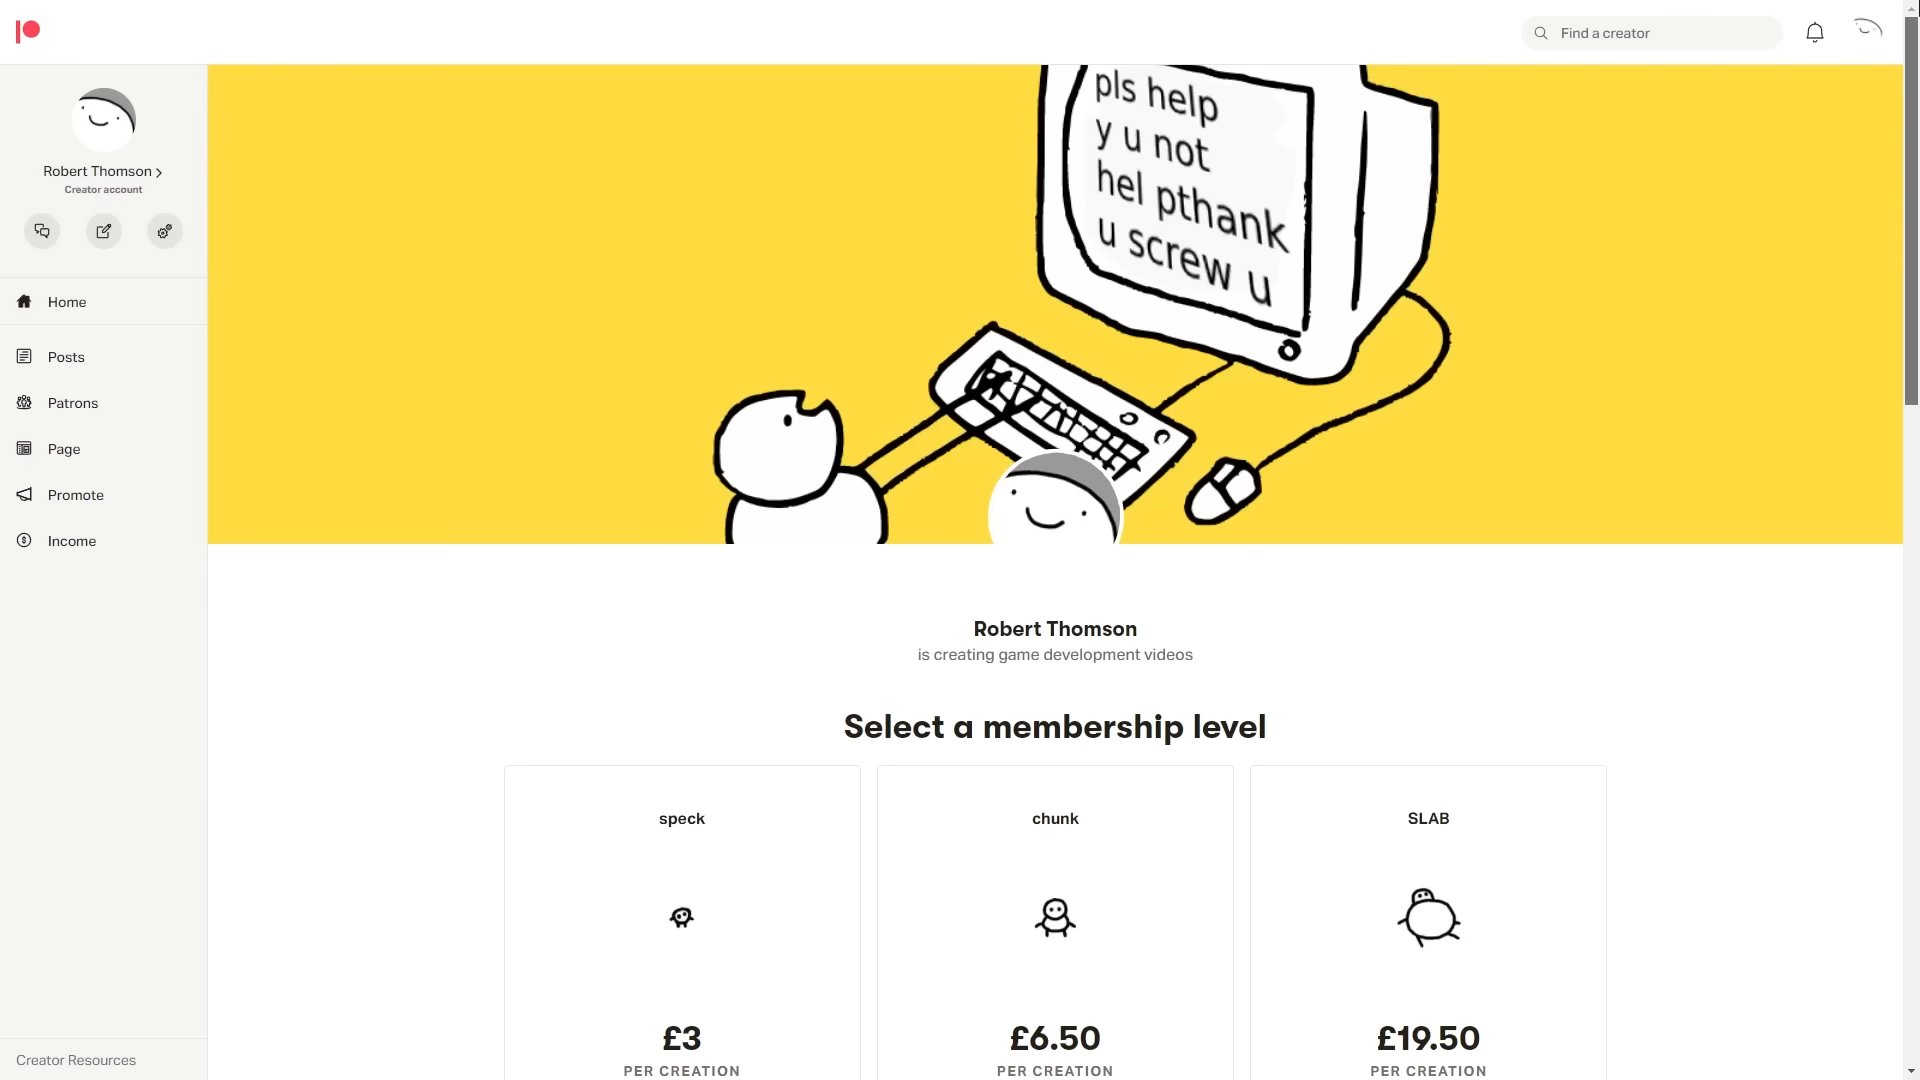 Find a creator
Robert Thomson
Creator account
Home
Posts
Patrons
Page
Promote
Income
Creator Resources
pls help
y u not
hel pthank
u screw u
Robert Thomson
is creating game development videos
Select a membership level
speck
£3
PER CREATION
chunk
£6.50
PER CREATION
SLAB
£19.50
PER CREATION